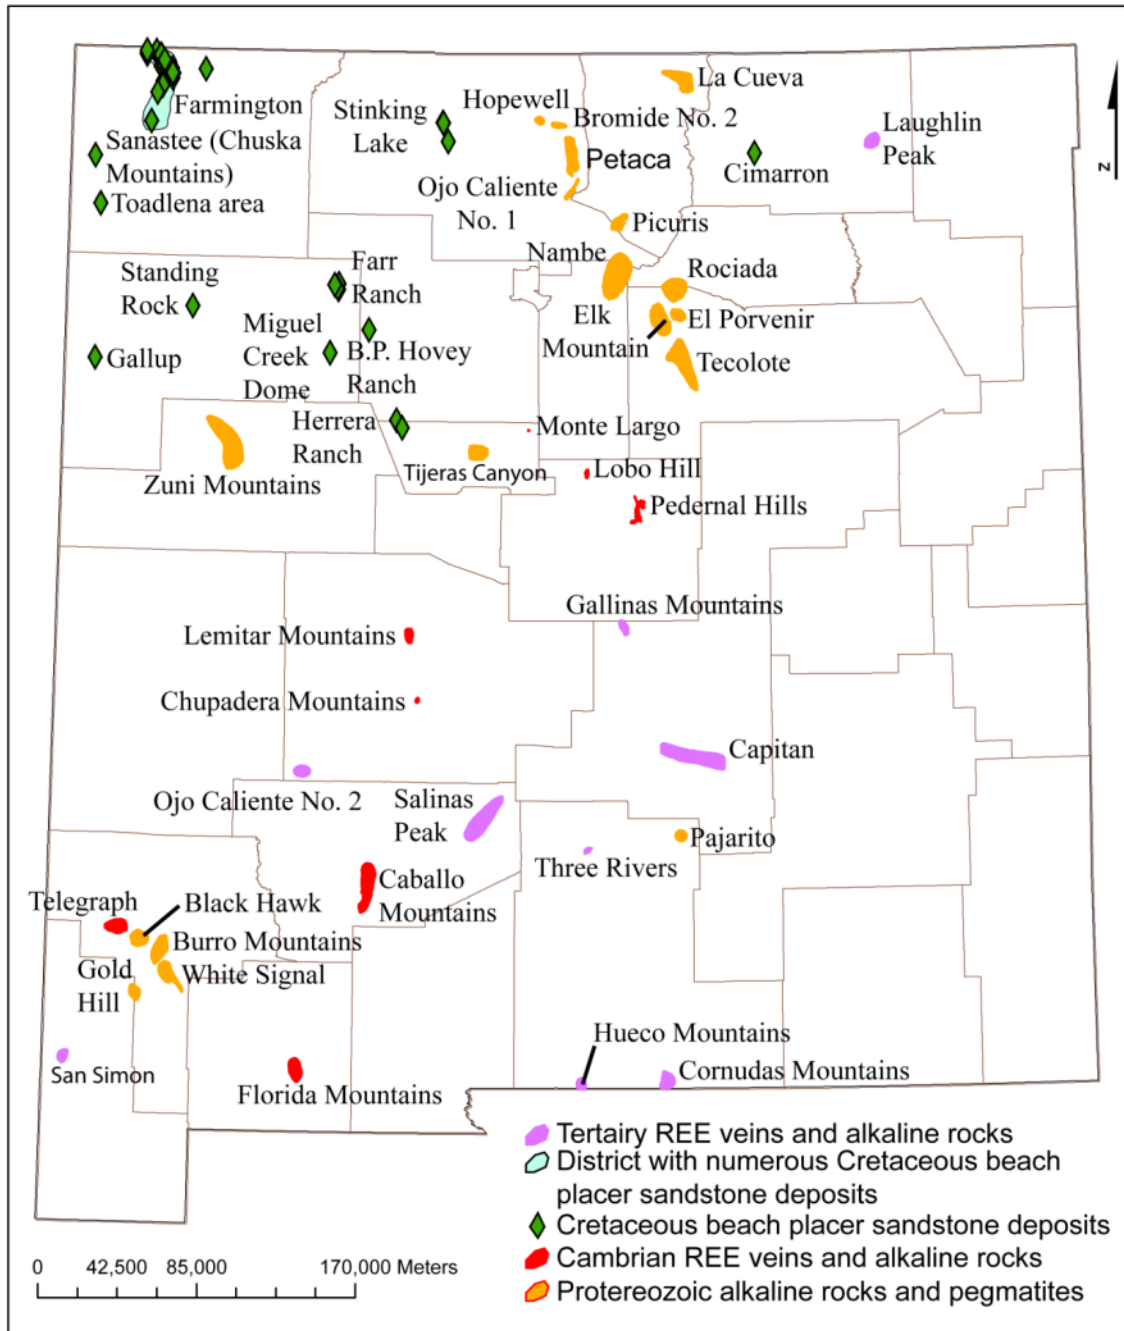 La Cueva
Hopewell
Bromide No. 2
Stinking
Lake
Farmington
Laughlin
Peak
Sanastee (Chuska
Mountains)
Petaca
Cimarron
Ojo Caliente
No. 1
Toadlena area
Picuris
Nambe
Farr
Ranch
Standing
Rock
Rociada
Elk
Mountain
El Porvenir
Miguel
Creek
Dome
B.P. Hovey
Ranch
Gallup
Tecolote
Herrera
Ranch
Monte Largo
Tijeras Canyon
Lobo Hill
Zuni Mountains
Pedernal Hills
Gallinas Mountains
Lemitar Mountains
Chupadera Mountains
Capitan
Ojo Caliente No. 2
Salinas
Peak
Pajarito
Three Rivers
Caballo
Mountains
Telegraph
Black Hawk
Burro Mountains
White Signal
Gold
Hill
Hueco Mountains
San Simon
Cornudas Mountains
Florida Mountains
Tertairy REE veins and alkaline rocks
District with numerous Cretaceous beach
placer sandstone deposits
Cretaceous beach placer sandstone deposits
Cambrian REE veins and alkaline rocks
Protereozoic alkaline rocks and pegmatites
0 42,500 85,000 170,000 Meters
N